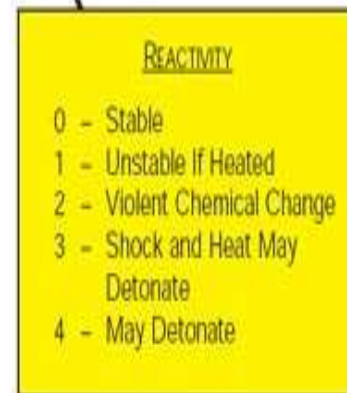 REACTIVITY
0 – Stable
1 – Unstable If Heated
2 – Violent Chemical Change
3 – Shock and Heat May
Detonate
4 – May Detonate